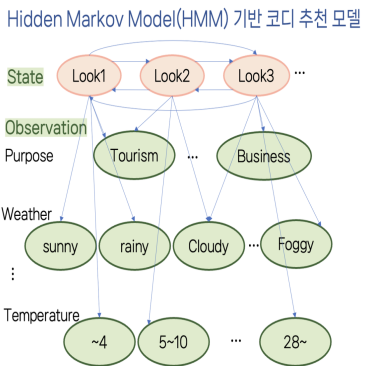 Hidden Markov Model(HMM) 기반 코디 추천 모델
State
Look1 Look2 Look3 ...
Observation
Purpose
Tourism ... Business
Weather
sunny rainy Cloudy ... Foggy
⋮
Temperature
~4 5~10 ... 28~